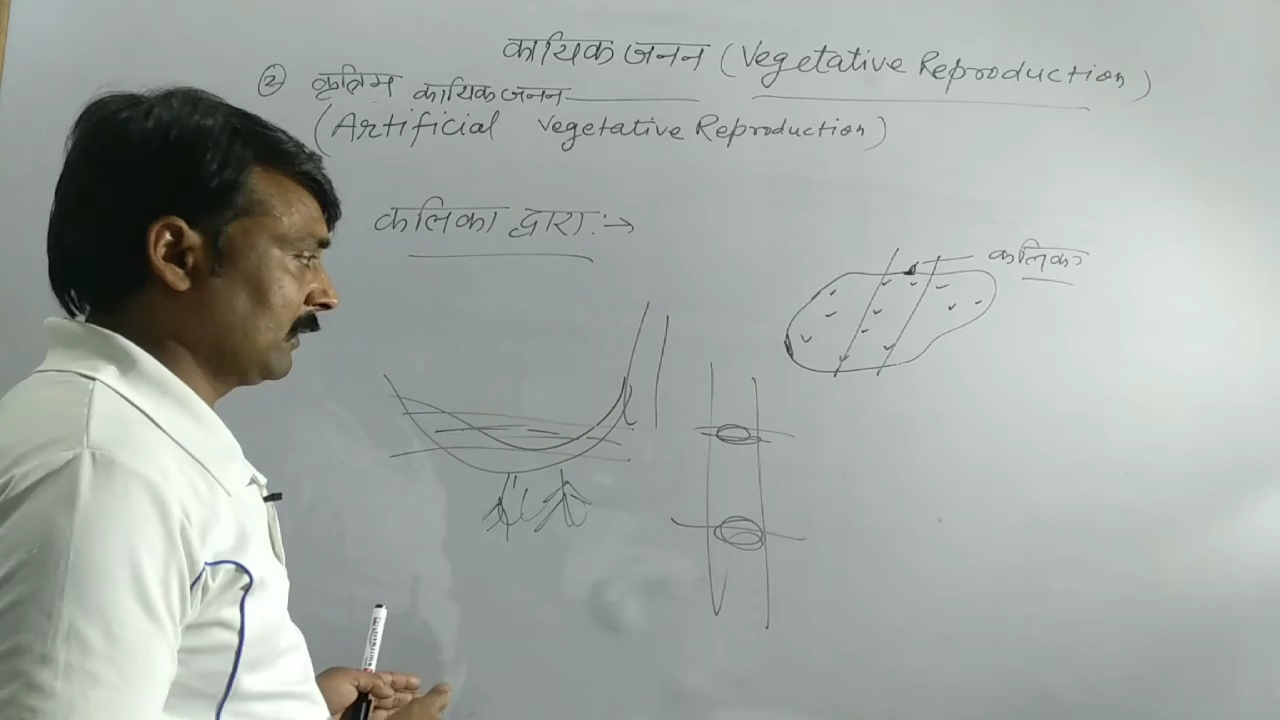 कायिक जनन (Vegetative Reproduction)
② कृत्रिम कायिक जनन
(Artificial Vegetative Reproduction)
कलिका द्वारा:→
कलिका